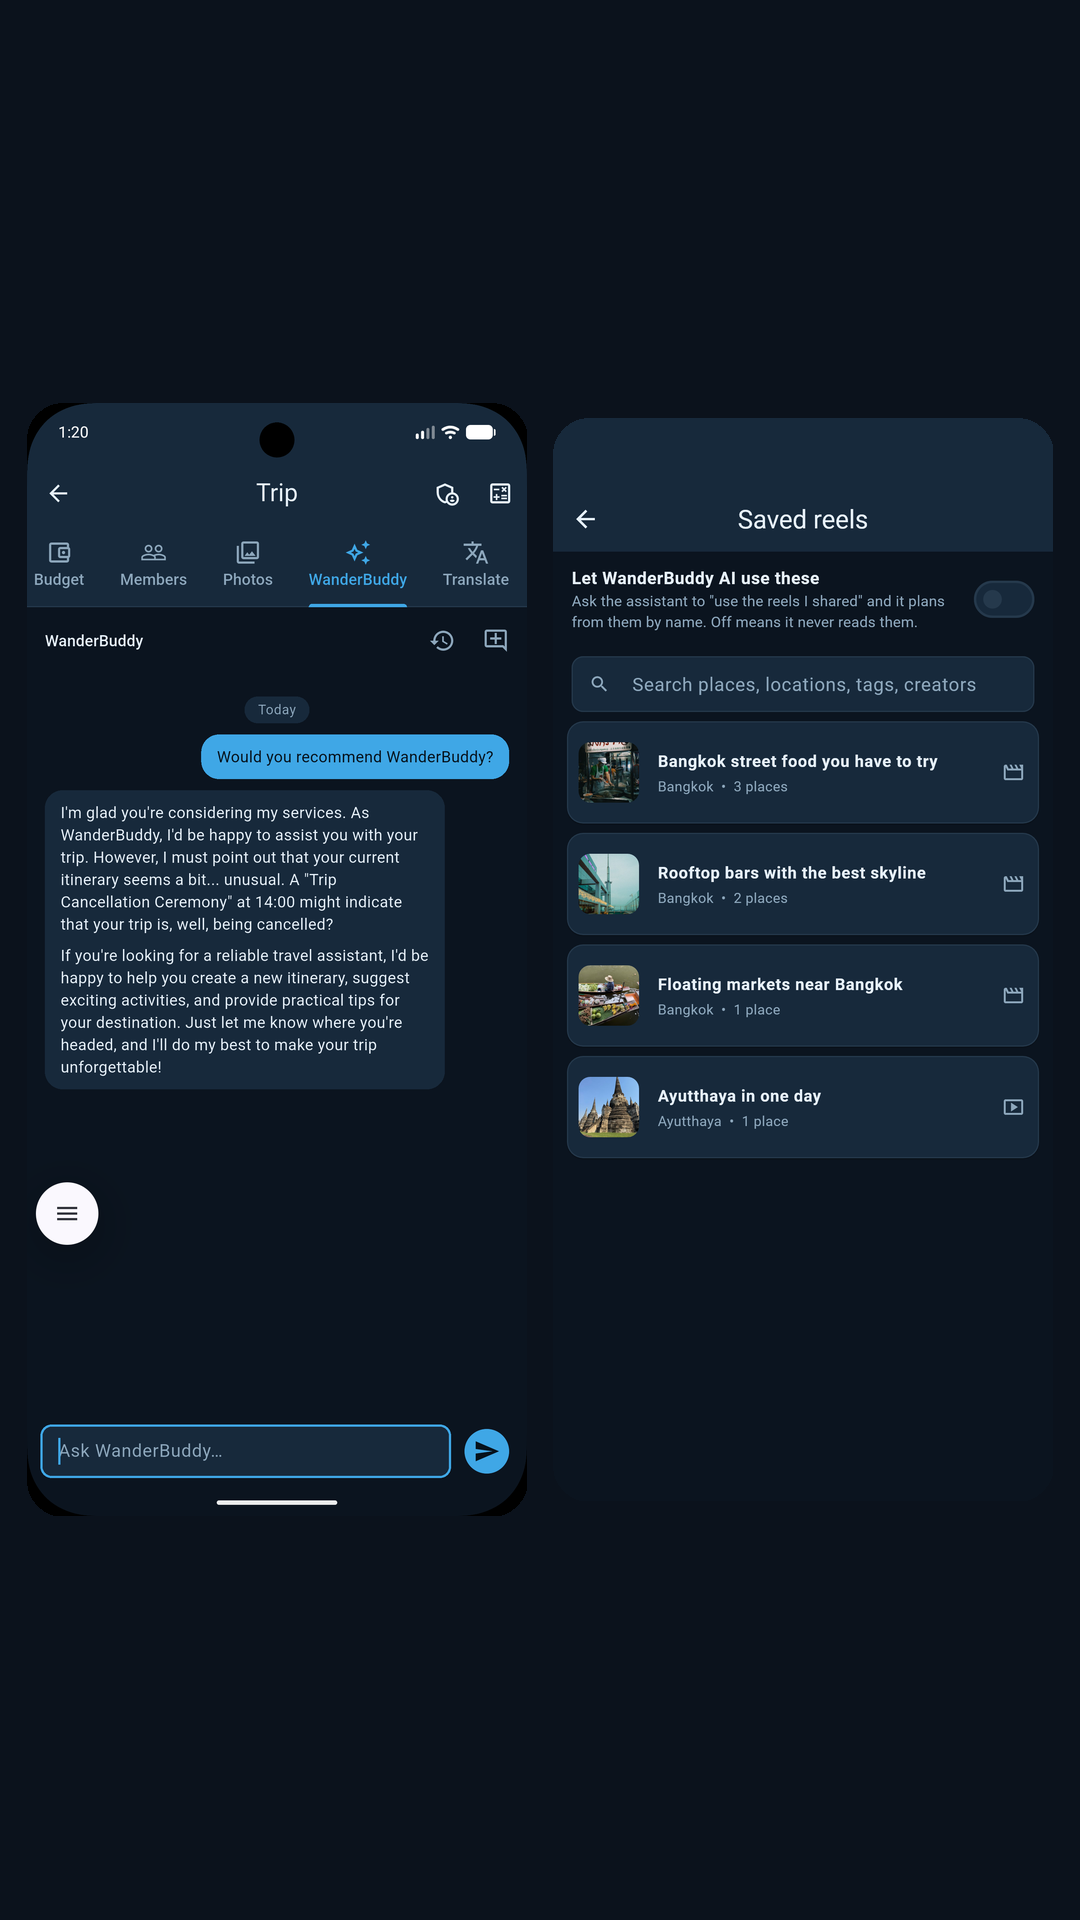 1:20
Trip
Budget
Members
Photos
WanderBuddy
Translate
WanderBuddy
Today
Would you recommend WanderBuddy?
I'm glad you're considering my services. As
WanderBuddy, I'd be happy to assist you with your
trip. However, I must point out that your current
itinerary seems a bit... unusual. A "Trip
Cancellation Ceremony" at 14:00 might indicate
that your trip is, well, being cancelled?
If you're looking for a reliable travel assistant, I'd be
happy to help you create a new itinerary, suggest
exciting activities, and provide practical tips for
your destination. Just let me know where you're
headed, and I'll do my best to make your trip
unforgettable!
Ask WanderBuddy...
Saved reels
Let WanderBuddy AI use these
Ask the assistant to "use the reels I shared" and it plans
from them by name. Off means it never reads them.
Search places, locations, tags, creators
Bangkok street food you have to try
Bangkok • 3 places
Rooftop bars with the best skyline
Bangkok • 2 places
Floating markets near Bangkok
Bangkok • 1 place
Ayutthaya in one day
Ayutthaya • 1 place